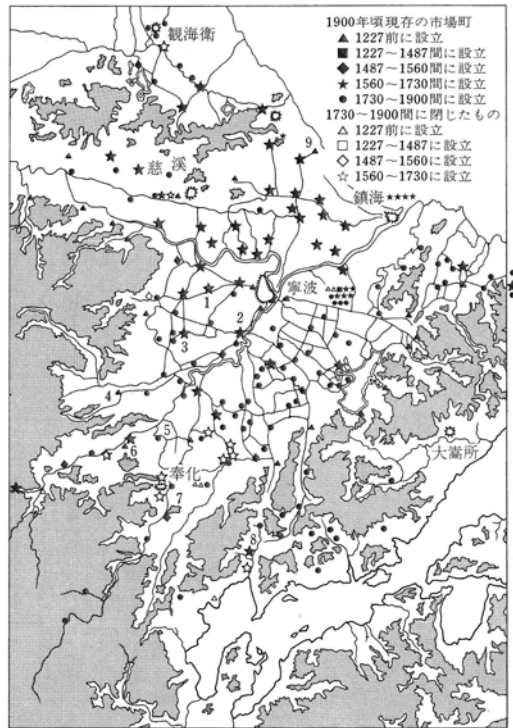 1900年頃現存の市場町
▲ 1227前に設立
■ 1227~1487間に設立
◆ 1487~1560間に設立
★ 1560~1730間に設立
● 1730~1900間に設立
1730~1900間に閉じたもの
△ 1227前に設立
□ 1227~1487に設立
◇ 1487~1560に設立
☆ 1560~1730に設立
観海衛
慈溪
9
鎮海
寧波
1
2
3
4
5
6
奉化
7
大嵩所
8